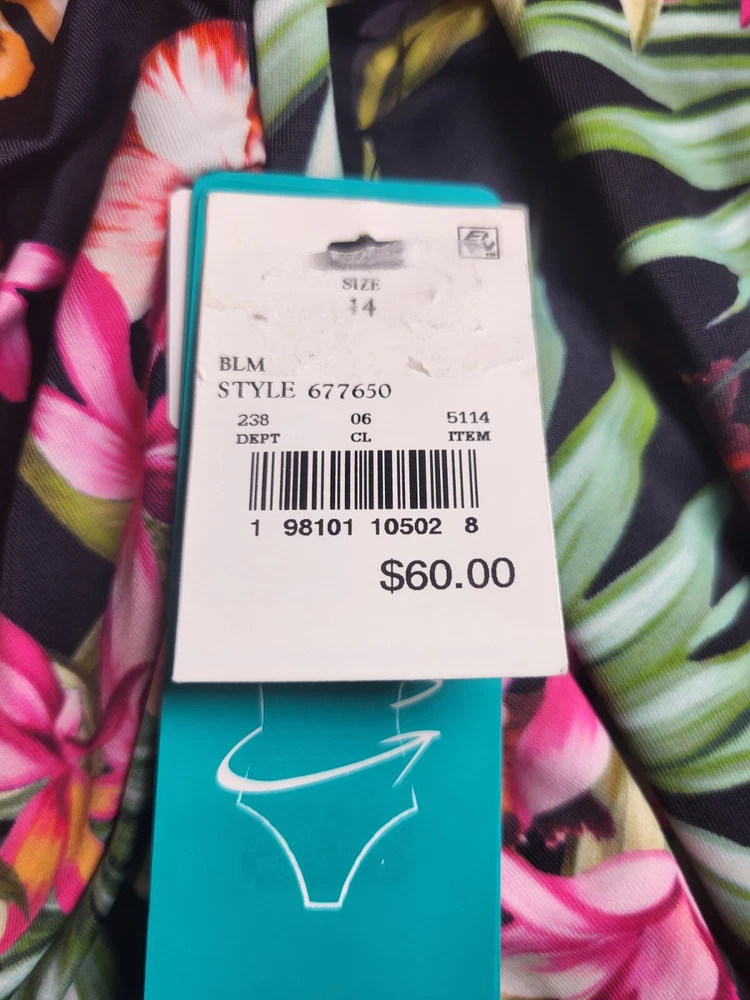 SIZE
14
BLM
STYLE 677650
238 06 5114
DEPT CL ITEM
1 98101 10502 8
$60.00